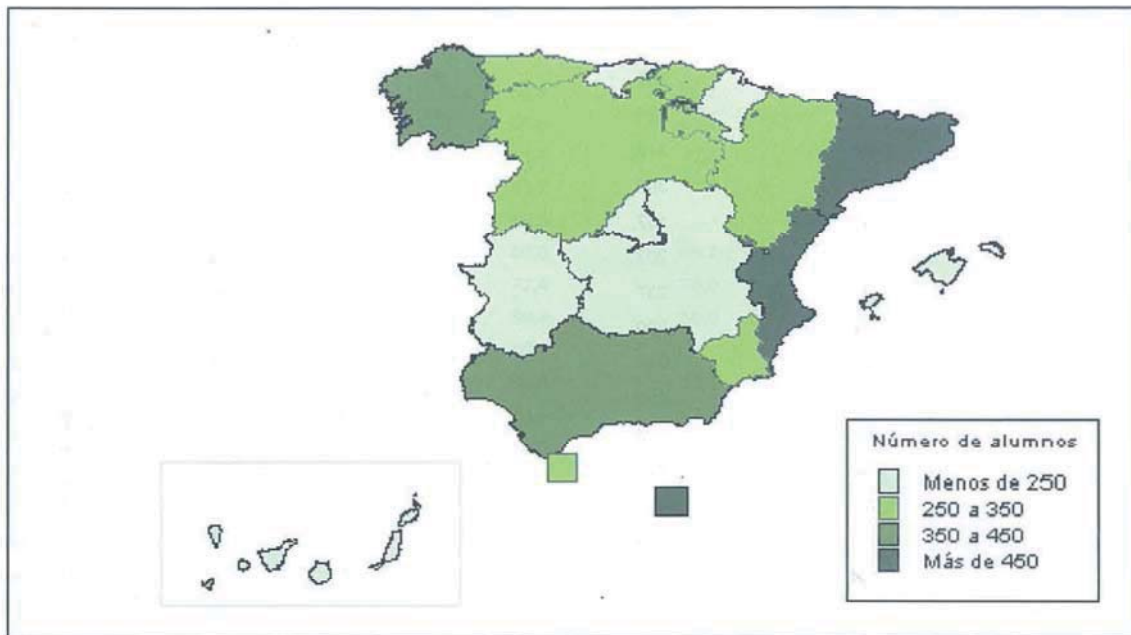 Número de alumnos
Menos de 250
250 a 350
350 a 450
Más de 450